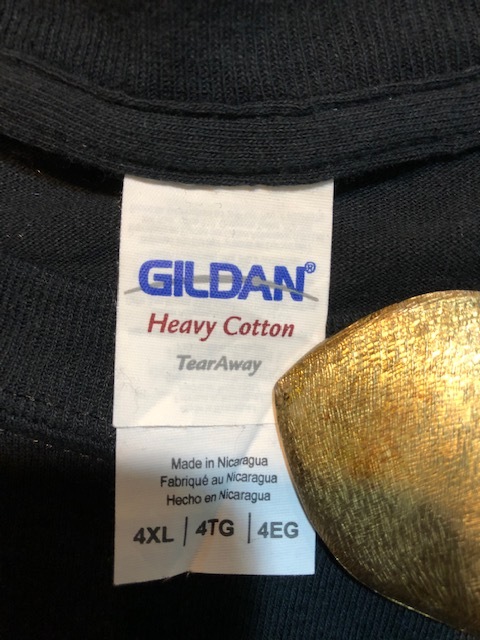 GILDAN®
Heavy Cotton
TearAway
Made in Nicaragua
Fabriqué au Nicaragua
Hecho en Nicaragua
4XL | 4TG | 4EG